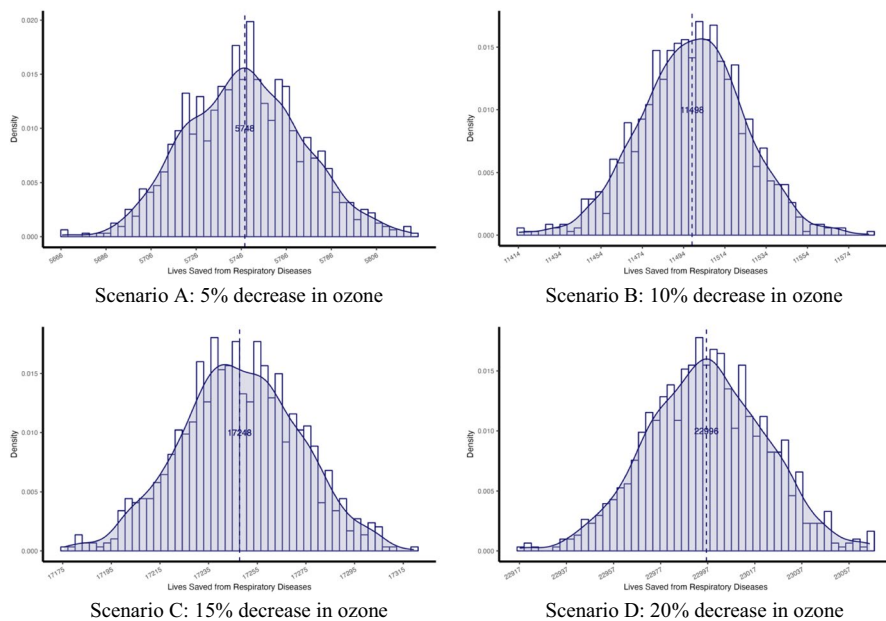 0.020
0.015
0.010
0.005
0.000
Density
5748
5666 5686 5706 5726 5746 5766 5786 5806
Lives Saved from Respiratory Diseases
Scenario A: 5% decrease in ozone
0.015
0.010
0.005
0.000
Density
11498
11414 11434 11454 11474 11494 11514 11534 11554 11574
Lives Saved from Respiratory Diseases
Scenario B: 10% decrease in ozone
0.015
0.010
0.005
0.000
Density
17248
17175 17195 17215 17235 17255 17275 17295 17315
Lives Saved from Respiratory Diseases
Scenario C: 15% decrease in ozone
0.015
0.010
0.005
0.000
Density
22996
22917 22937 22957 22977 22997 23017 23037 23057
Lives Saved from Respiratory Diseases
Scenario D: 20% decrease in ozone